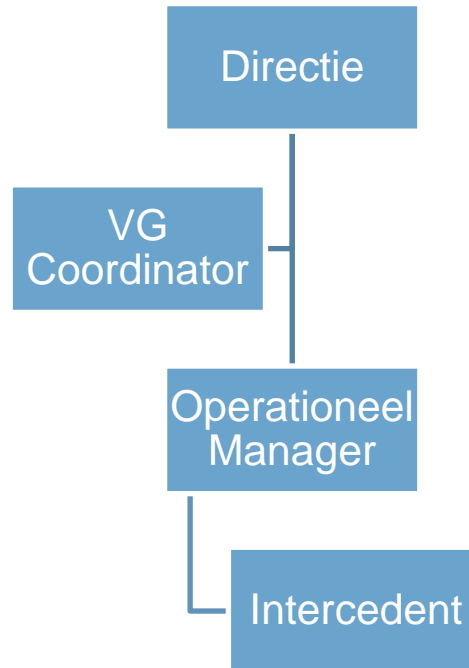 Directie
VG
Coordinator
Operationeel
Manager
Intercedent